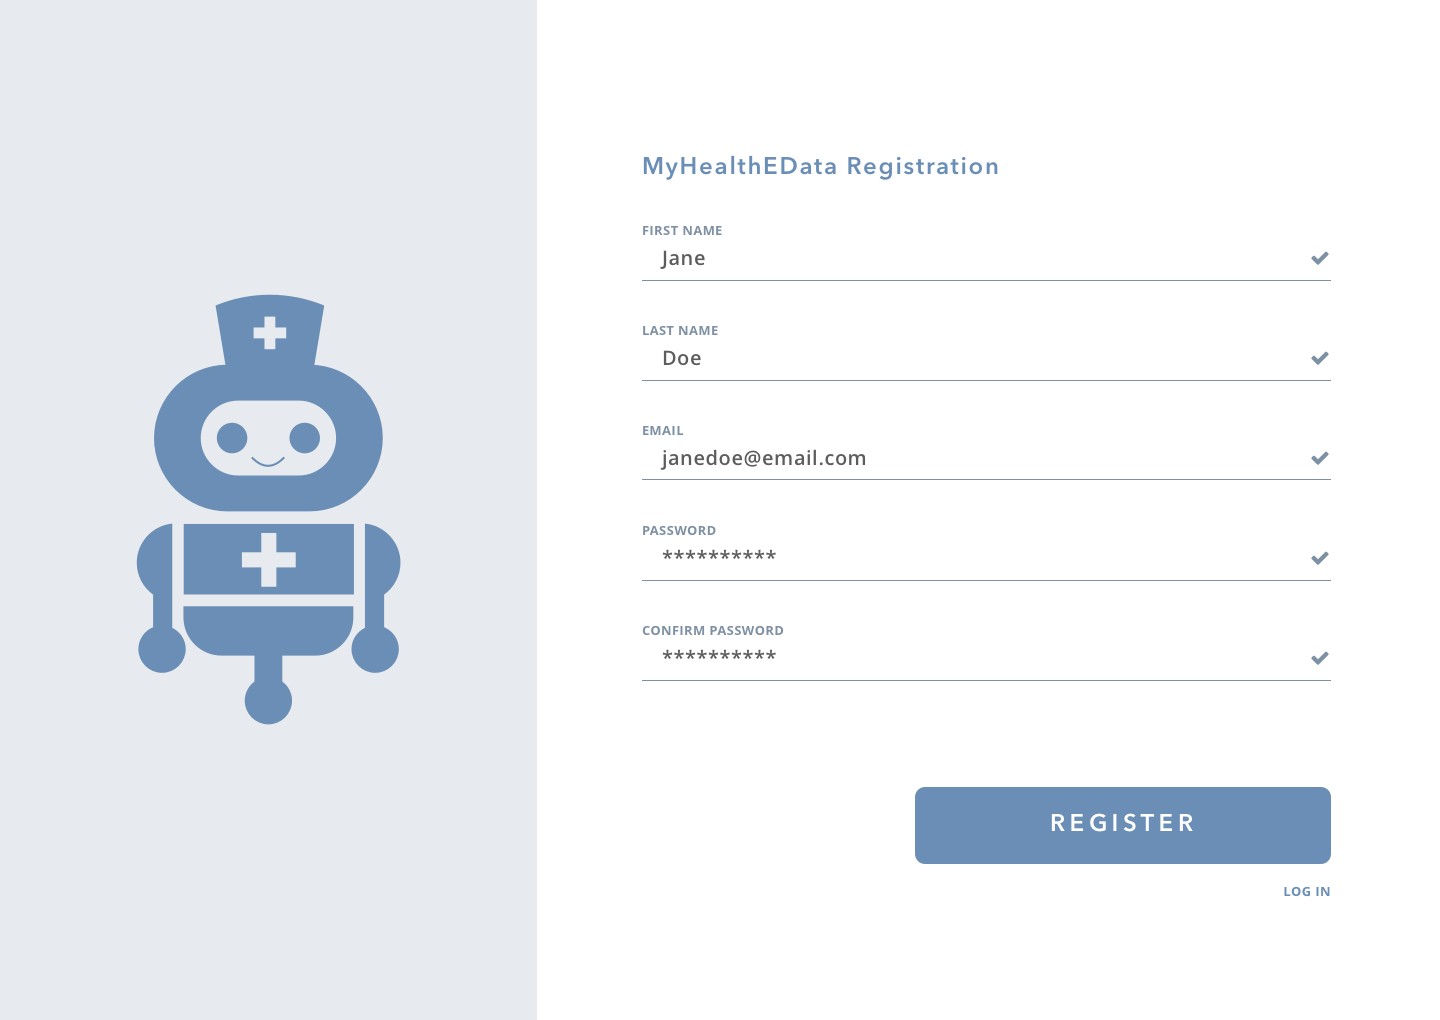 MyHealthEData Registration
FIRST NAME
Jane
LAST NAME
Doe
EMAIL
janedoe@email.com
PASSWORD
**********
CONFIRM PASSWORD
**********
REGISTER
LOG IN